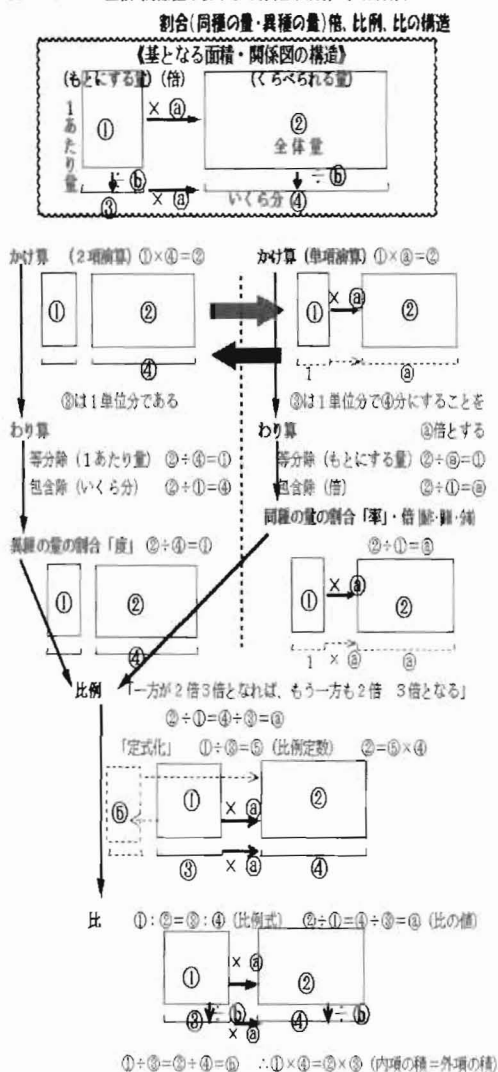 割合(同種の量・異種の量)倍、比例、比の構造
《基となる面積・関係図の構造》
(もとにする量) (倍) (くらべられる量)
1あたり量
① × ⓐ ② 全体量
÷ ⓑ ÷ ⓑ
③ × ⓐ いくら分 ④
かけ算 (2項演算) ①×④=②
かけ算 (単項演算) ①×ⓐ=②
① ②
① × ⓐ ②
④
1 ⓐ
③は1単位分である
③は1単位分で④分にすることを
ⓐ倍とする
わり算
等分除 (1あたり量) ②÷④=①
包含除 (いくら分) ②÷①=④
わり算
等分除 (もとにする量) ②÷ⓐ=①
包含除 (倍) ②÷①=ⓐ
異種の量の割合「度」 ②÷④=①
同種の量の割合「率」・倍
②÷①=ⓐ
① ②
④
① × ⓐ ②
1 × ⓐ ⓐ
比例 「一方が2倍3倍となれば、もう一方も2倍 3倍となる」
②÷①=④÷③=ⓐ
「定式化」 ①÷③=⑤ (比例定数) ②=⑤×④
① × ⓐ ②
③ × ⓐ ④
比 ①:②=③:④ (比例式) ②÷①=④÷③=ⓐ (比の値)
① × ⓐ ②
÷ ⓑ ÷ ⓑ
③ × ⓐ ④
①÷③=②÷④=ⓑ ∴①×④=②×③ (内項の積=外項の積)